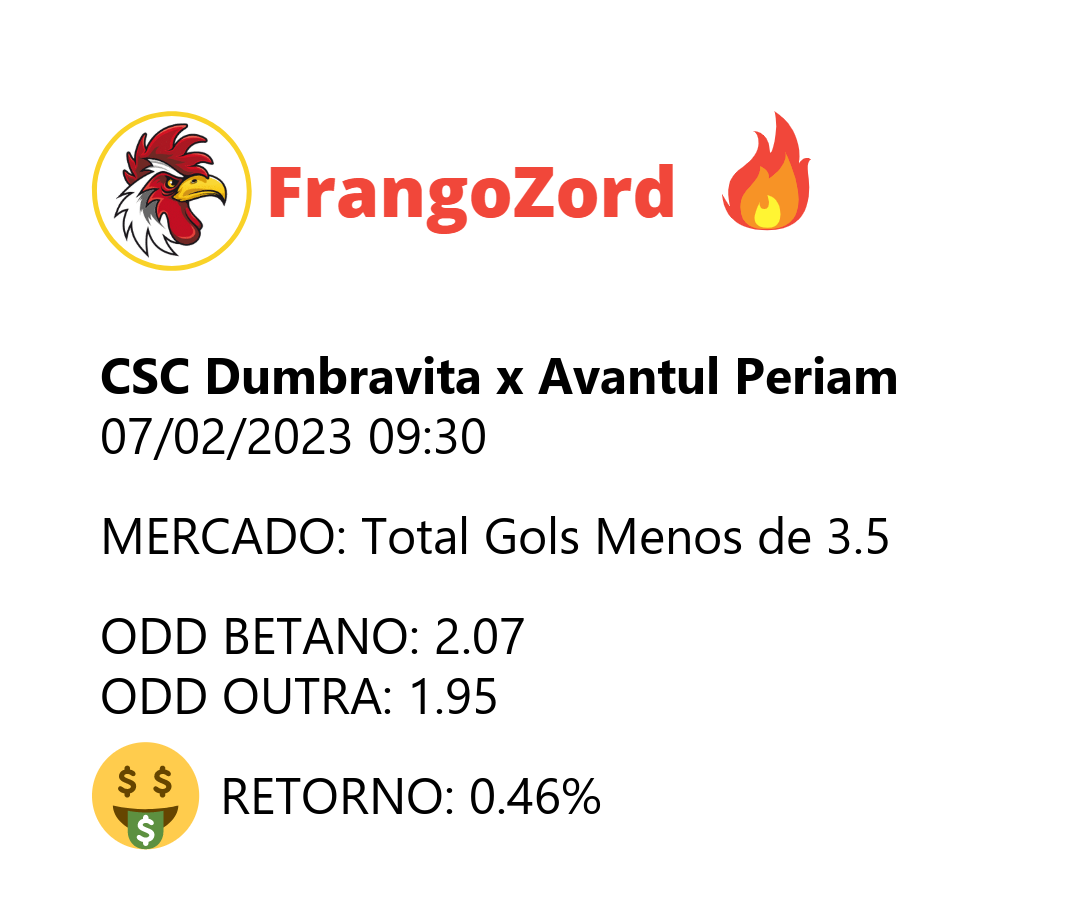 FrangoZord
CSC Dumbravita x Avantul Periam
07/02/2023 09:30
MERCADO: Total Gols Menos de 3.5
ODD BETANO: 2.07
ODD OUTRA: 1.95
RETORNO: 0.46%